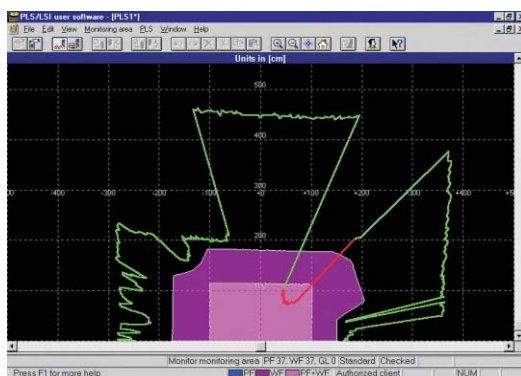 PLS/LSI user software - [PLS1*]
File Edit View Monitoring area PLS Window Help
Units in [cm]
500
400
300
-400 -300 -200 -100 +0 +100 +200 +300 +400
200
100
Monitor monitoring area PF 37, WF 37, GL 0 Standard Checked
Press F1 for more help PF WF PF+WF Authorized client NUM